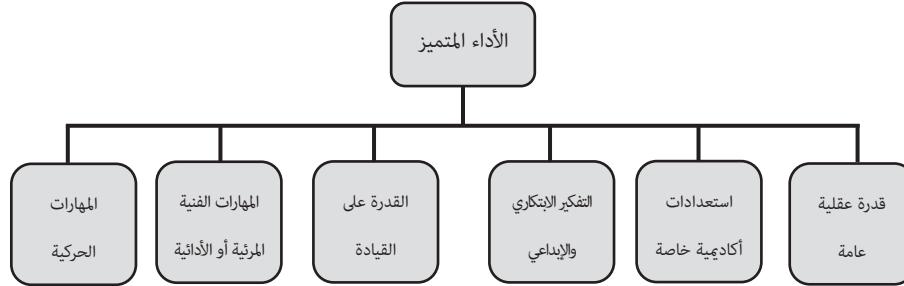 الأداء المتميز
قدرة عقلية
عامة
استعدادات
أكاديمية خاصة
التفكير الابتكاري
والإبداعي
القدرة على
القيادة
المهارات الفنية
المرئية أو الأدائية
المهارات
الحركية